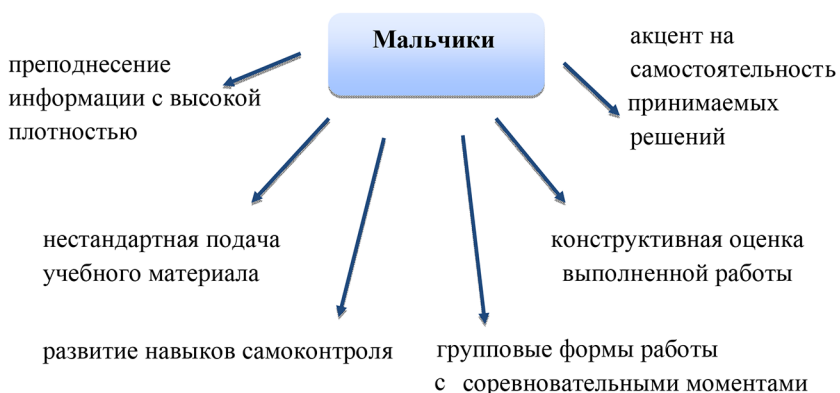 Мальчики
преподнесение
информации с высокой
плотностью
акцент на
самостоятельность
принимаемых
решений
нестандартная подача
учебного материала
конструктивная оценка
выполненной работы
развитие навыков самоконтроля
групповые формы работы
с соревновательными моментами